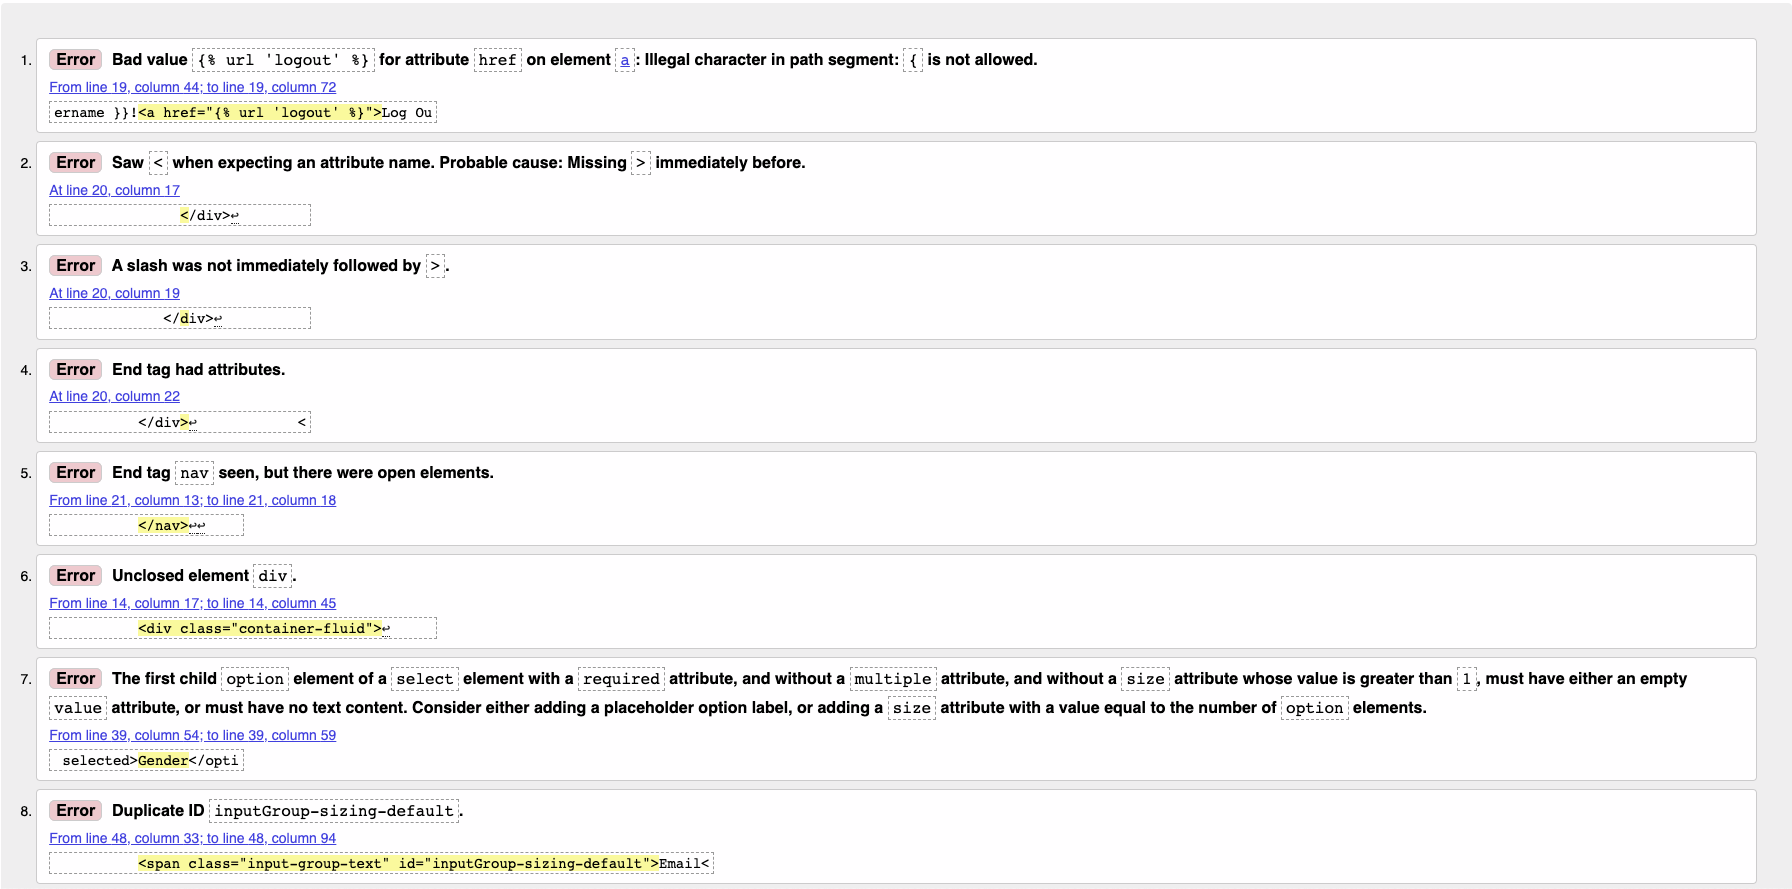 1. Error Bad value {% url 'logout' %} for attribute href on element a: Illegal character in path segment: { is not allowed.
From line 19, column 44; to line 19, column 72
ername }}!<a href="{% url 'logout' %}">Log Ou
2. Error Saw < when expecting an attribute name. Probable cause: Missing > immediately before.
At line 20, column 17
</div>↩
3. Error A slash was not immediately followed by >.
At line 20, column 19
</div>↩
4. Error End tag had attributes.
At line 20, column 22
</div>↩ <
5. Error End tag nav seen, but there were open elements.
From line 21, column 13; to line 21, column 18
</nav>↩↩
6. Error Unclosed element div.
From line 14, column 17; to line 14, column 45
<div class="container-fluid">↩
7. Error The first child option element of a select element with a required attribute, and without a multiple attribute, and without a size attribute whose value is greater than 1, must have either an empty
value attribute, or must have no text content. Consider either adding a placeholder option label, or adding a size attribute with a value equal to the number of option elements.
From line 39, column 54; to line 39, column 59
selected>Gender</opti
8. Error Duplicate ID inputGroup-sizing-default.
From line 48, column 33; to line 48, column 94
<span class="input-group-text" id="inputGroup-sizing-default">Email<